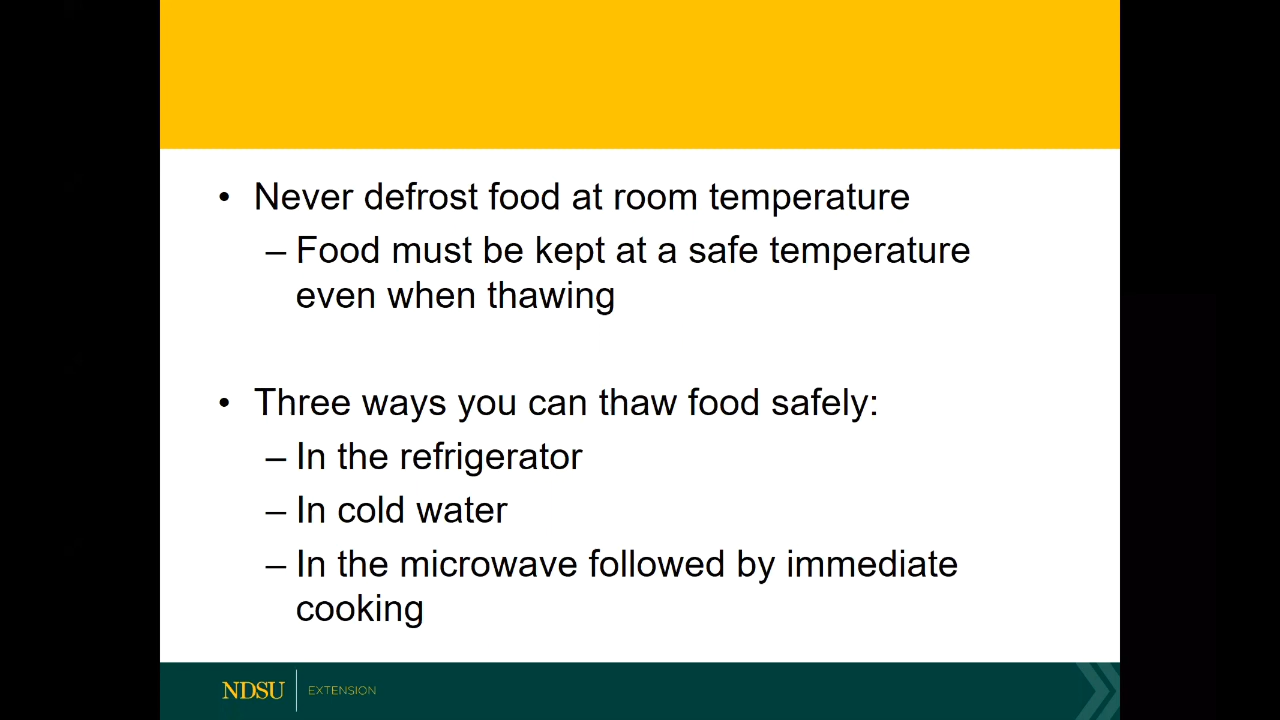 • Never defrost food at room temperature
– Food must be kept at a safe temperature
even when thawing
• Three ways you can thaw food safely:
– In the refrigerator
– In cold water
– In the microwave followed by immediate
cooking
NDSU EXTENSION